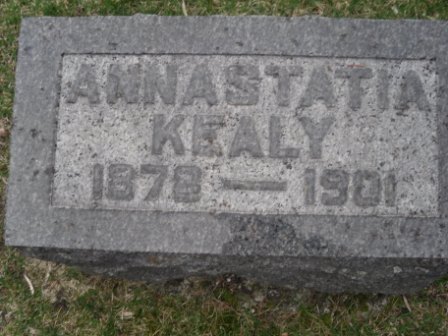 ANNASTATIA
KEALY
1878 — 1901